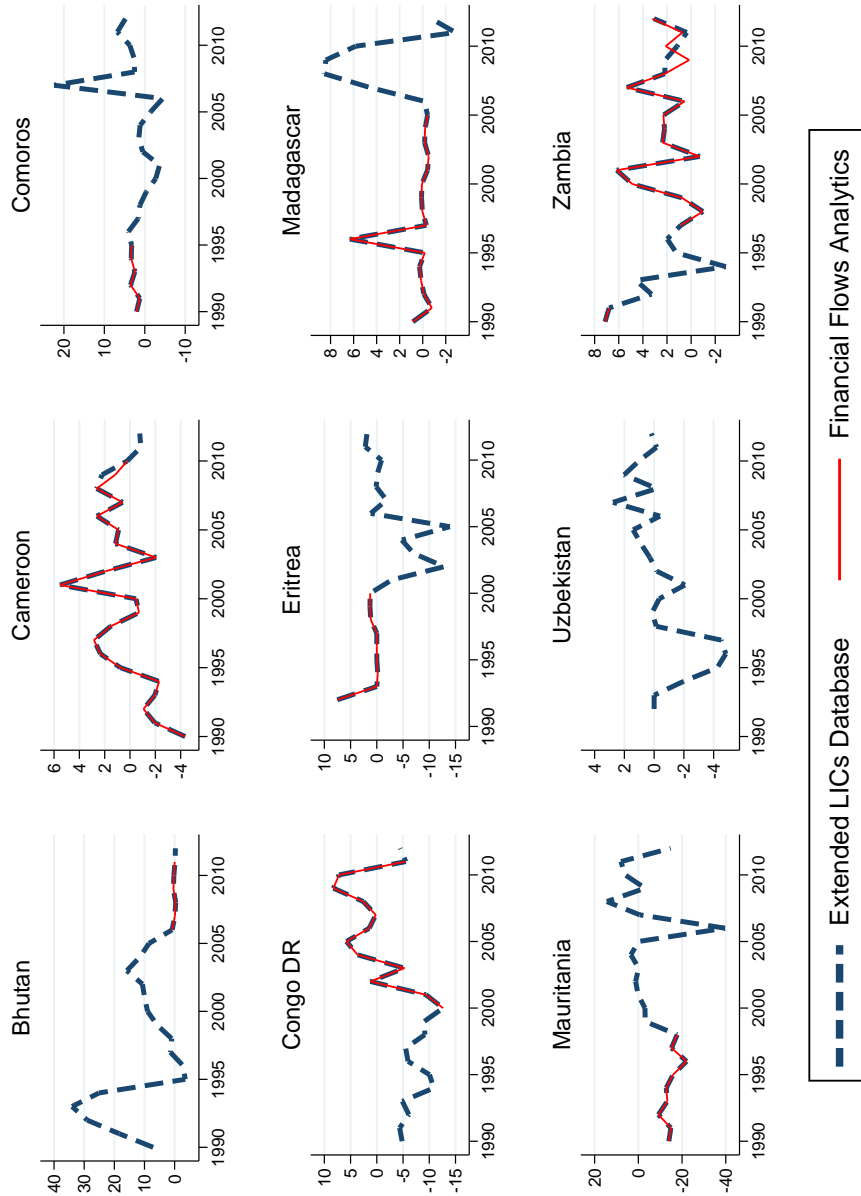 Bhutan
40
30
20
10
0
1990 1995 2000 2005 2010
Cameroon
6
4
2
0
-2
-4
1990 1995 2000 2005 2010
Comoros
20
10
0
-10
1990 1995 2000 2005 2010
Congo DR
10
5
0
-5
-10
-15
1990 1995 2000 2005 2010
Eritrea
10
5
0
-5
-10
-15
1990 1995 2000 2005 2010
Madagascar
8
6
4
2
0
-2
1990 1995 2000 2005 2010
Mauritania
20
0
-20
-40
1990 1995 2000 2005 2010
Uzbekistan
4
2
0
-2
-4
1990 1995 2000 2005 2010
Zambia
8
6
4
2
0
-2
1990 1995 2000 2005 2010
Extended LICs Database Financial Flows Analytics